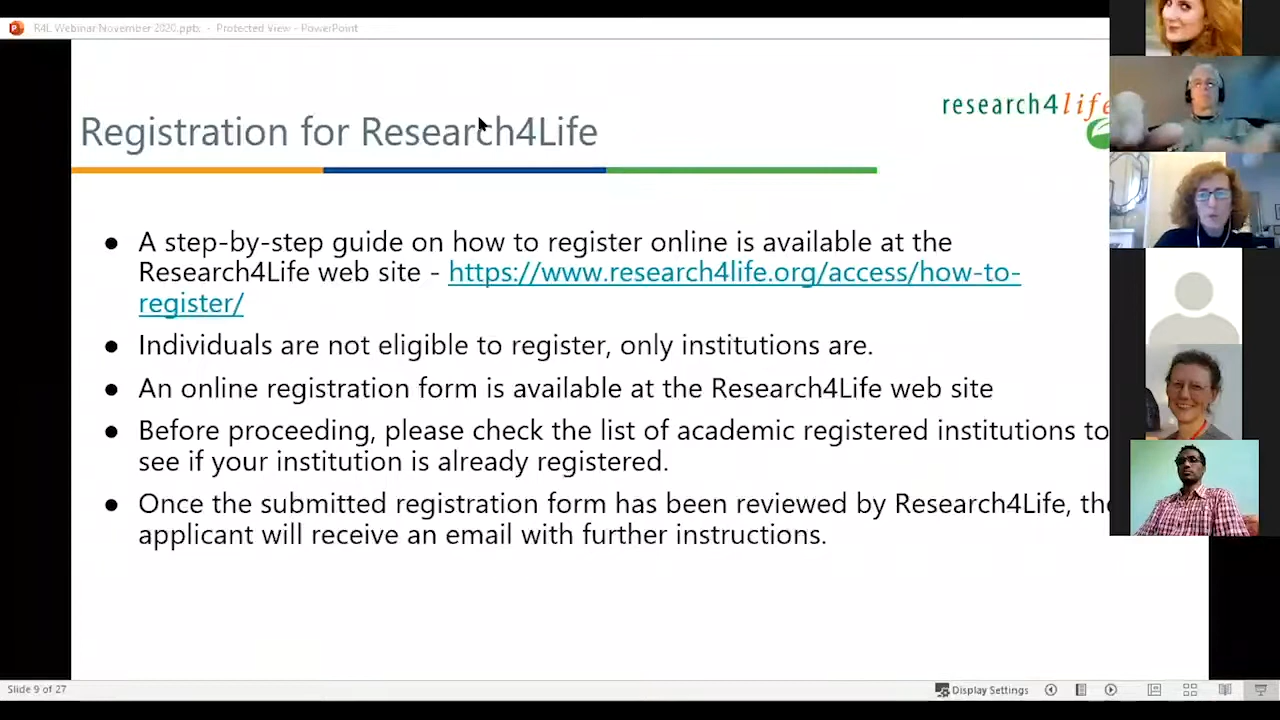 R4L Webinar November 2020.pptx - Protected View - PowerPoint
research4life
Registration for Research4Life
● A step-by-step guide on how to register online is available at the
Research4Life web site - https://www.research4life.org/access/how-to-
register/
● Individuals are not eligible to register, only institutions are.
● An online registration form is available at the Research4Life web site
● Before proceeding, please check the list of academic registered institutions to
see if your institution is already registered.
● Once the submitted registration form has been reviewed by Research4Life, the
applicant will receive an email with further instructions.
Slide 9 of 27
Display Settings